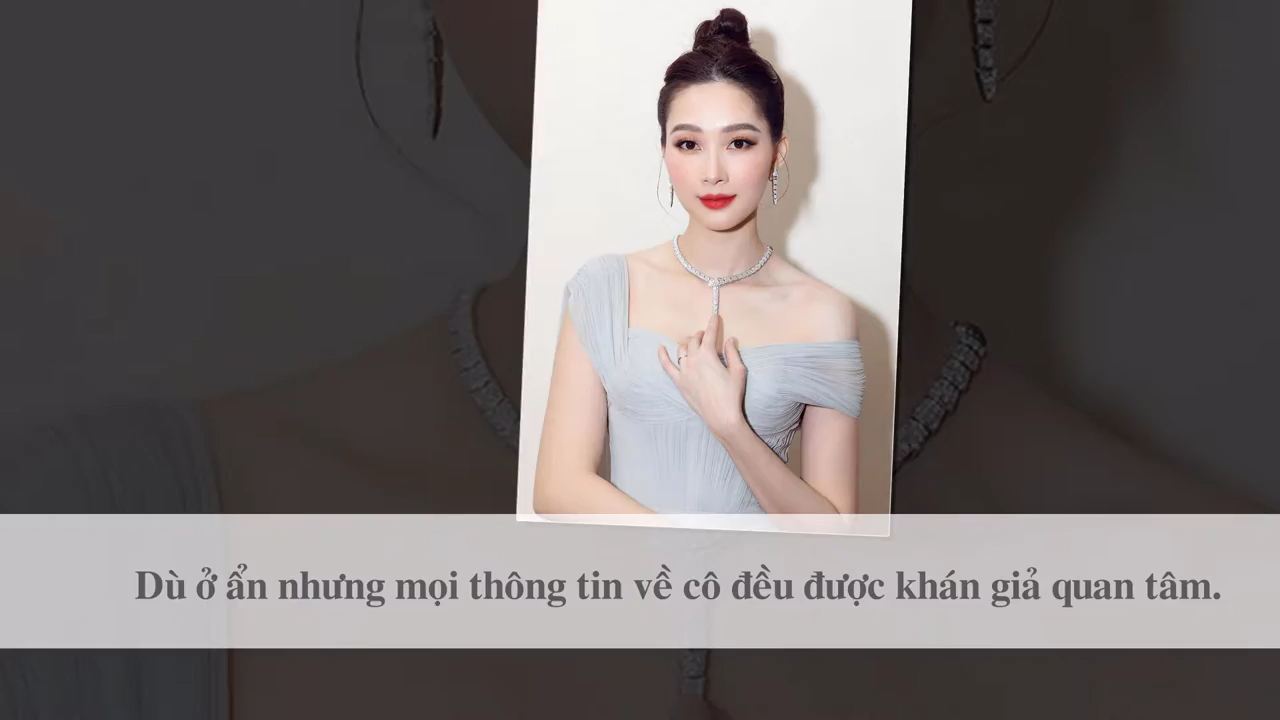 Dù ở ẩn nhưng mọi thông tin về cô đều được khán giả quan tâm.